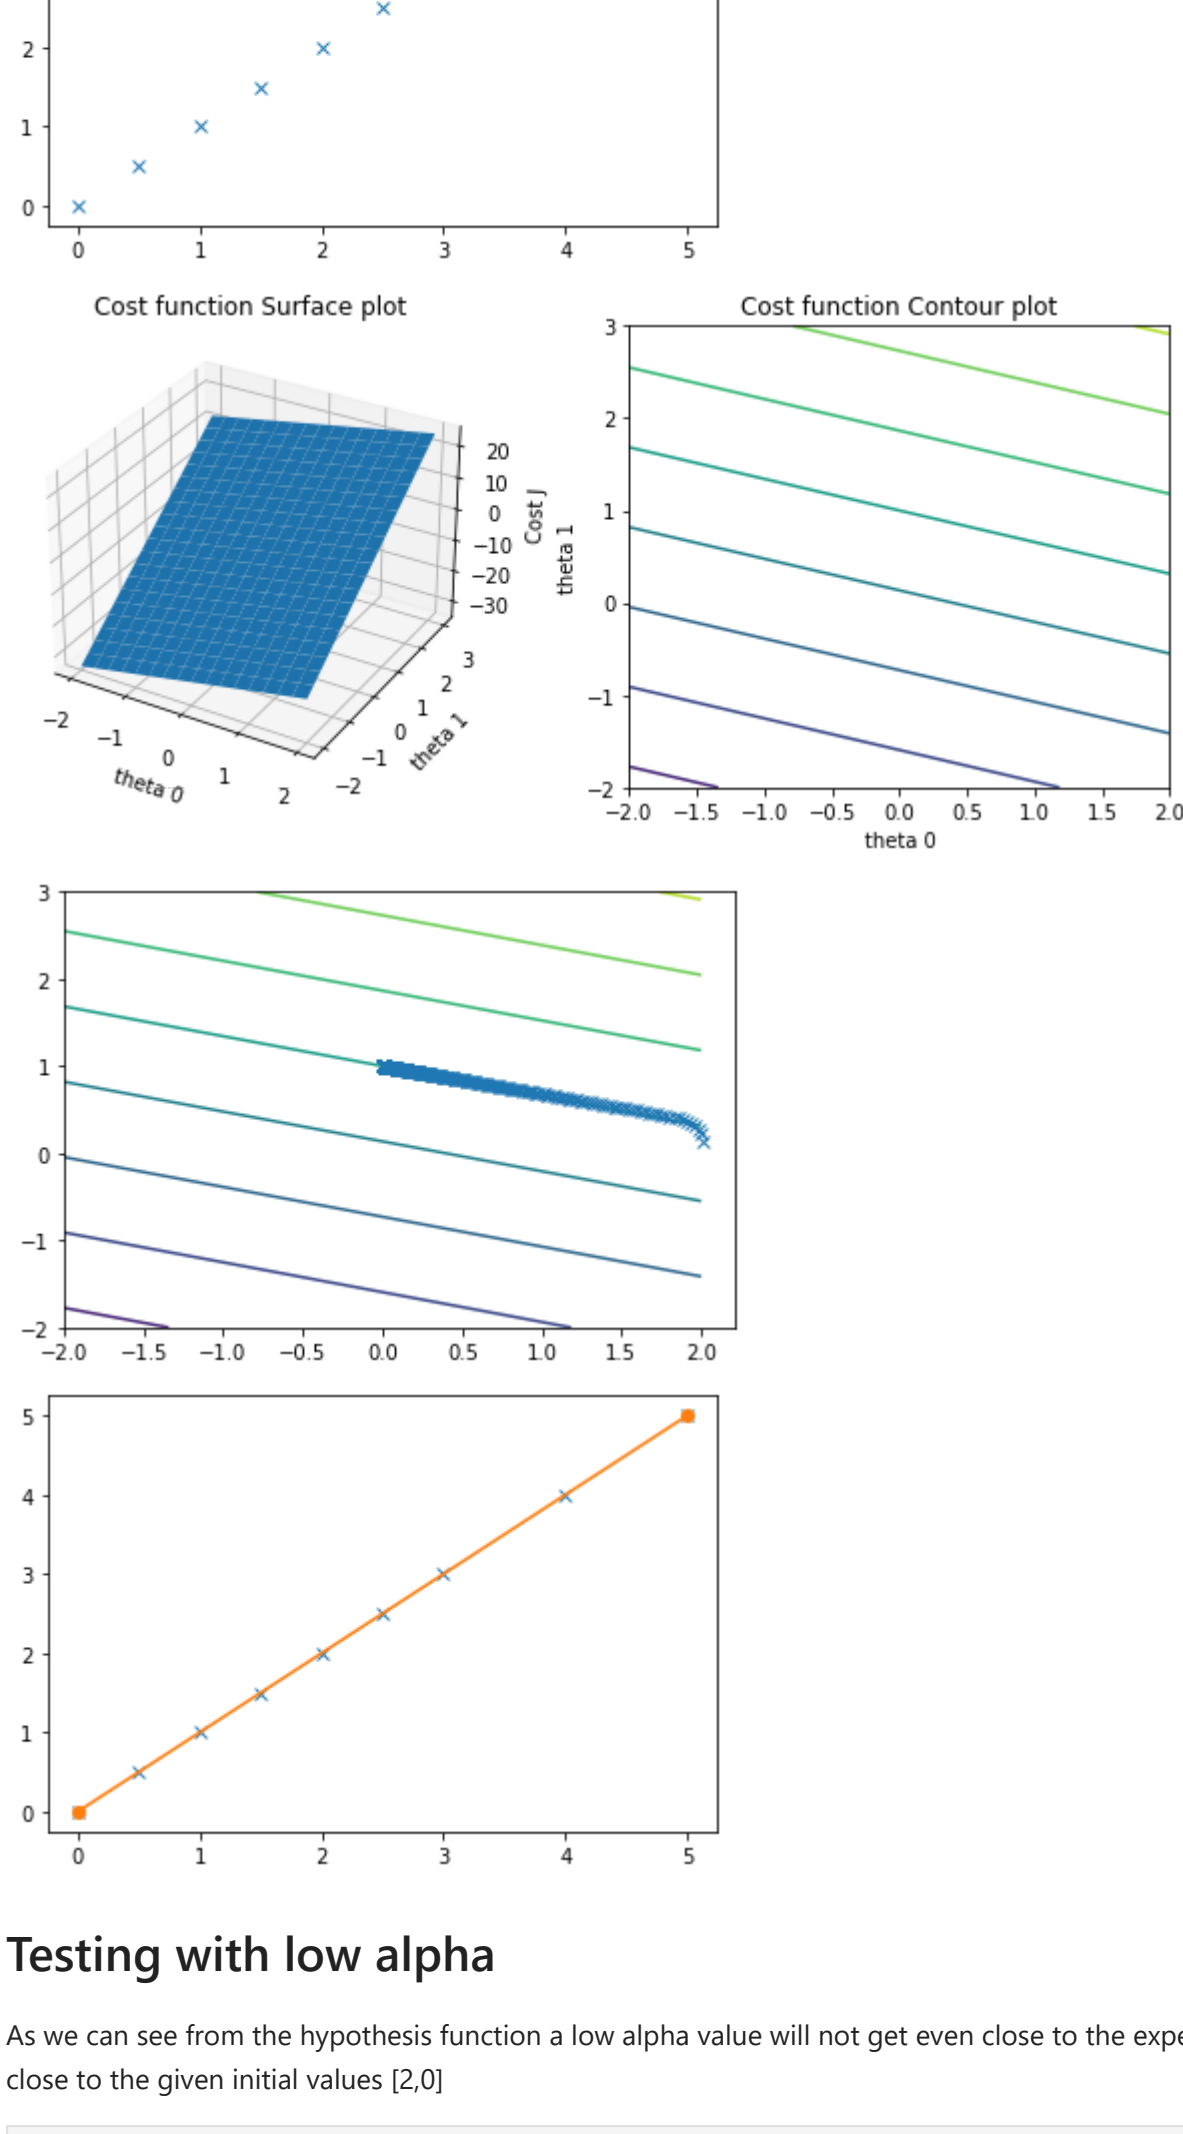 2
1
0
0 1 2 3 4 5
Cost function Surface plot
20
10
0
−10
−20
−30
Cost J
3
2
1
0
−1
−2
theta 1
−2 −1 0 1 2
theta 0
Cost function Contour plot
3
2
1
0
−1
−2
theta 1
−2.0 −1.5 −1.0 −0.5 0.0 0.5 1.0 1.5 2.0
theta 0
3
2
1
0
−1
−2
−2.0 −1.5 −1.0 −0.5 0.0 0.5 1.0 1.5 2.0
5
4
3
2
1
0
0 1 2 3 4 5
Testing with low alpha
As we can see from the hypothesis function a low alpha value will not get even close to the expe
close to the given initial values [2,0]